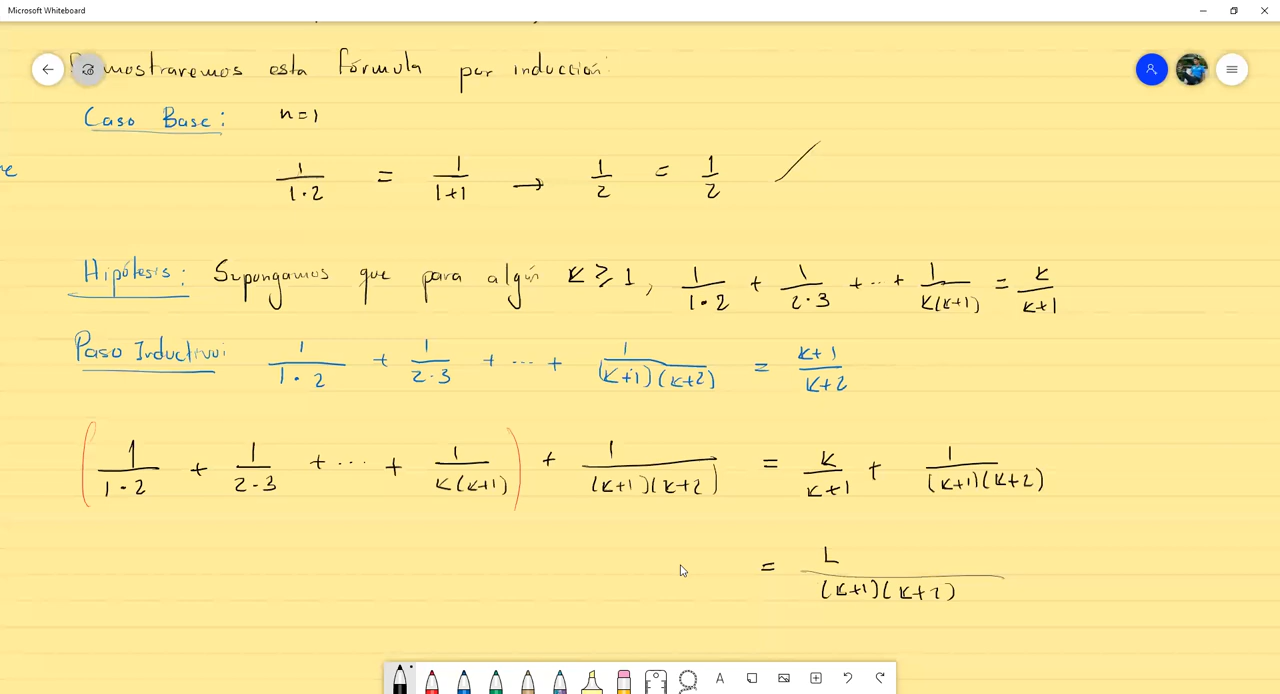 Microsoft Whiteboard
mostraremos esta fórmula por inducción:
Caso Base: n=1
1/(1·2) = 1/(1+1) → 1/2 = 1/2
Hipótesis: Supongamos que para algún K ≥ 1, 1/(1·2) + 1/(2·3) + ... + 1/(K(K+1)) = K/(K+1)
Paso Inductivo: 1/(1·2) + 1/(2·3) + ... + 1/((K+1)(K+2)) = (K+1)/(K+2)
(1/(1·2) + 1/(2·3) + ... + 1/(K(K+1))) + 1/((K+1)(K+2)) = K/(K+1) + 1/((K+1)(K+2))
= /((K+1)(K+2))
A